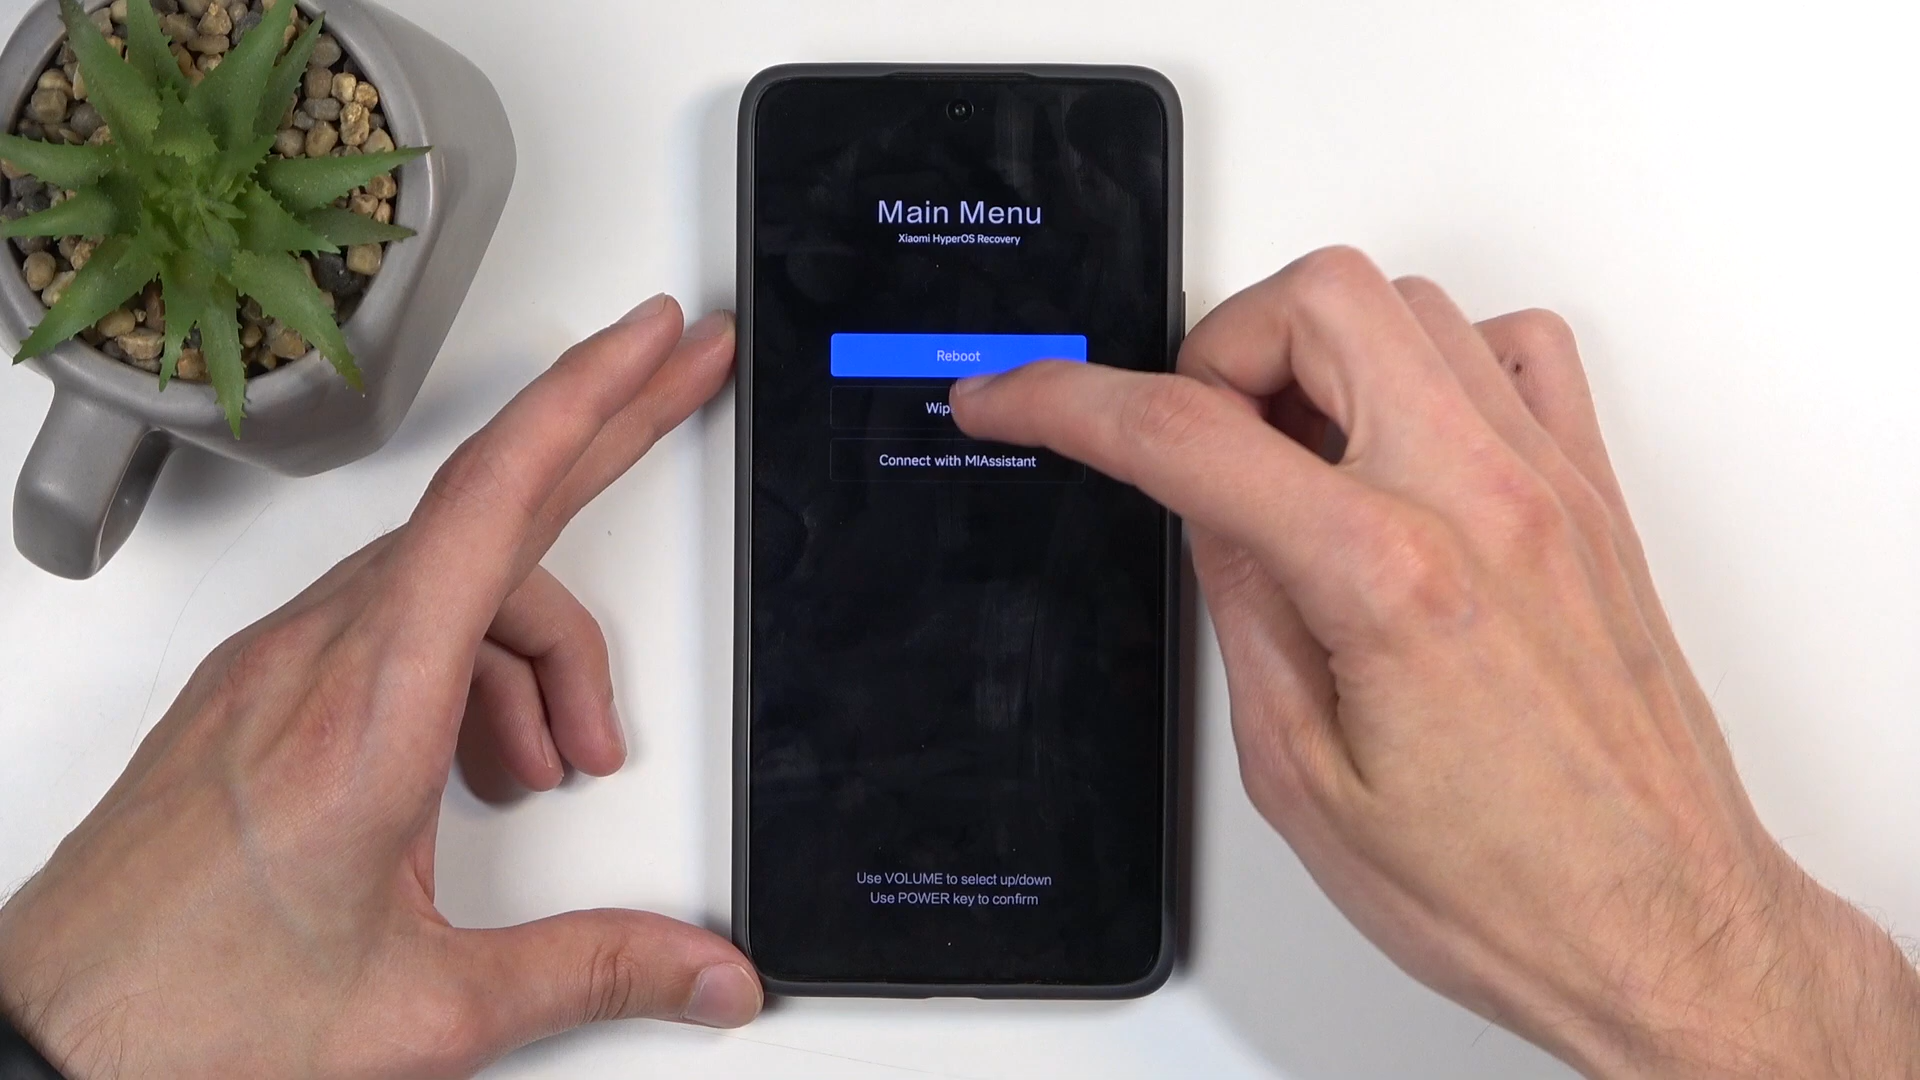 Main Menu
Xiaomi HyperOS Recovery
Reboot
Connect with MIAssistant
Use VOLUME to select up/down
Use POWER key to confirm